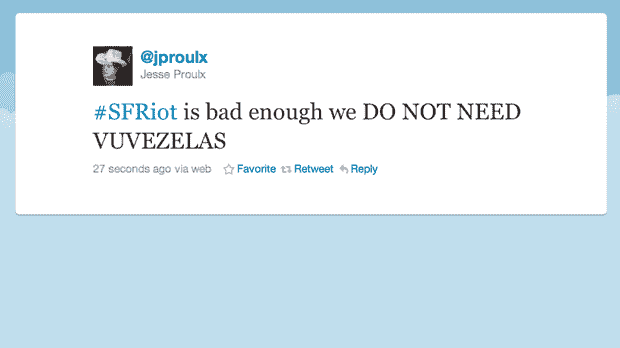 @jproulx
Jesse Proulx
#SFRiot is bad enough we DO NOT NEED
VUVEZELAS
27 seconds ago via web Favorite Retweet Reply